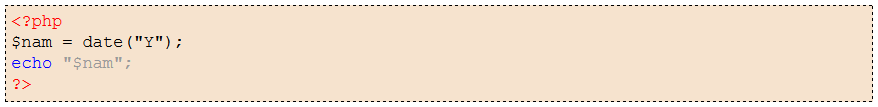 <?php
$nam = date("Y");
echo "$nam";
?>